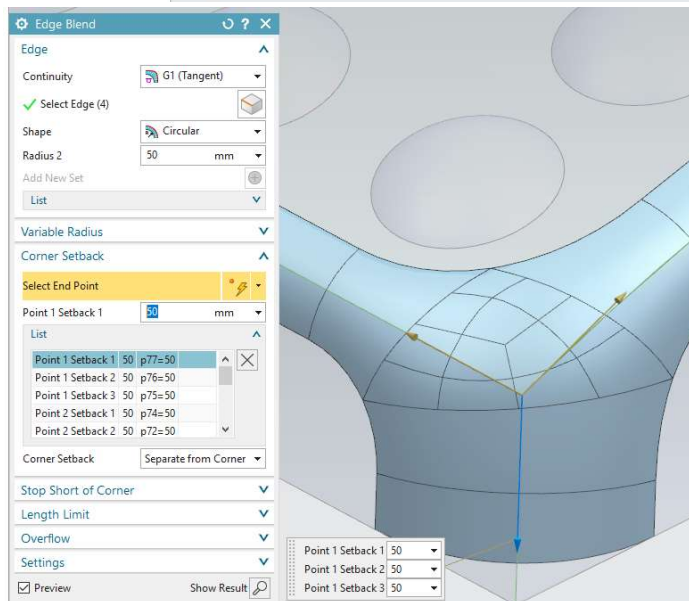 Edge Blend
Edge
Continuity G1 (Tangent)
Select Edge (4)
Shape Circular
Radius 2 50 mm
Add New Set
List
Variable Radius
Corner Setback
Select End Point
Point 1 Setback 1 50 mm
List
Point 1 Setback 1 50 p77=50
Point 1 Setback 2 50 p76=50
Point 1 Setback 3 50 p75=50
Point 2 Setback 1 50 p74=50
Point 2 Setback 2 50 p72=50
Corner Setback Separate from Corner
Stop Short of Corner
Length Limit
Overflow
Settings
Preview Show Result
Point 1 Setback 1 50
Point 1 Setback 2 50
Point 1 Setback 3 50